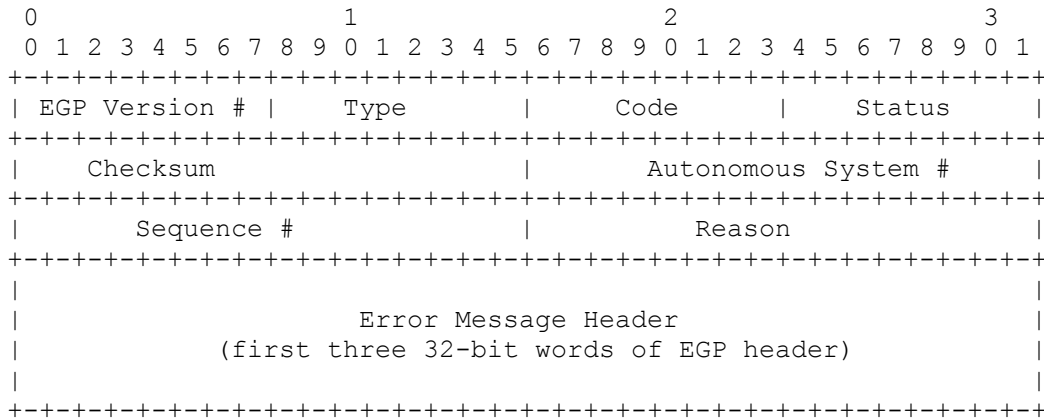 0                   1                   2                   3
 0 1 2 3 4 5 6 7 8 9 0 1 2 3 4 5 6 7 8 9 0 1 2 3 4 5 6 7 8 9 0 1
+-+-+-+-+-+-+-+-+-+-+-+-+-+-+-+-+-+-+-+-+-+-+-+-+-+-+-+-+-+-+-+-+
| EGP Version # |    Type       |     Code      |    Status     |
+-+-+-+-+-+-+-+-+-+-+-+-+-+-+-+-+-+-+-+-+-+-+-+-+-+-+-+-+-+-+-+-+
|    Checksum                   |       Autonomous System #     |
+-+-+-+-+-+-+-+-+-+-+-+-+-+-+-+-+-+-+-+-+-+-+-+-+-+-+-+-+-+-+-+-+
|       Sequence #              |          Reason               |
+-+-+-+-+-+-+-+-+-+-+-+-+-+-+-+-+-+-+-+-+-+-+-+-+-+-+-+-+-+-+-+-+
|                                                               |
|                     Error Message Header                      |
|            (first three 32-bit words of EGP header)           |
|                                                               |
+-+-+-+-+-+-+-+-+-+-+-+-+-+-+-+-+-+-+-+-+-+-+-+-+-+-+-+-+-+-+-+-+